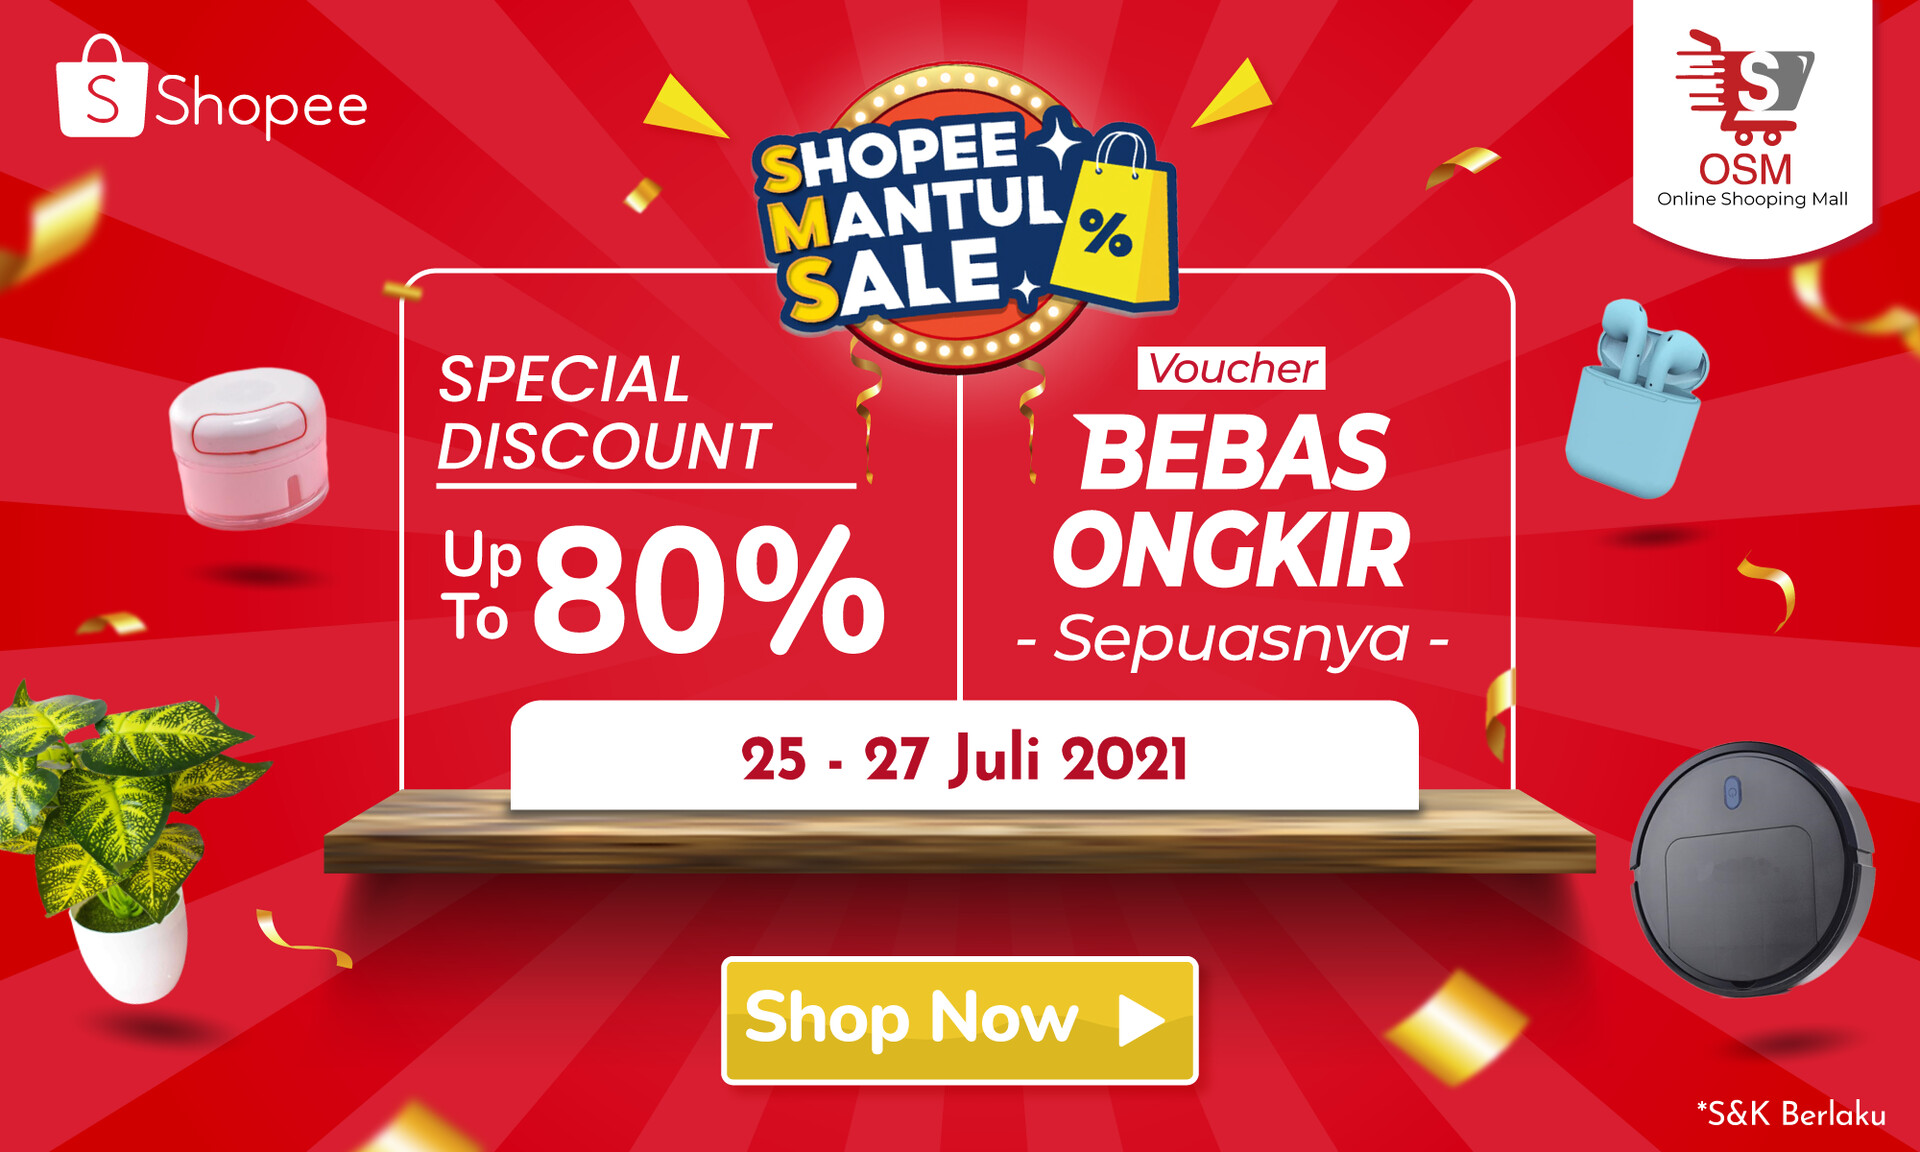 S
Shopee
SHOPEE
MANTUL
SALE
%
S
OSM
Online Shooping Mall
SPECIAL
DISCOUNT
Up
To
80%
Voucher
BEBAS
ONGKIR
- Sepuasnya -
25 - 27 Juli 2021
Shop Now
*S&K Berlaku